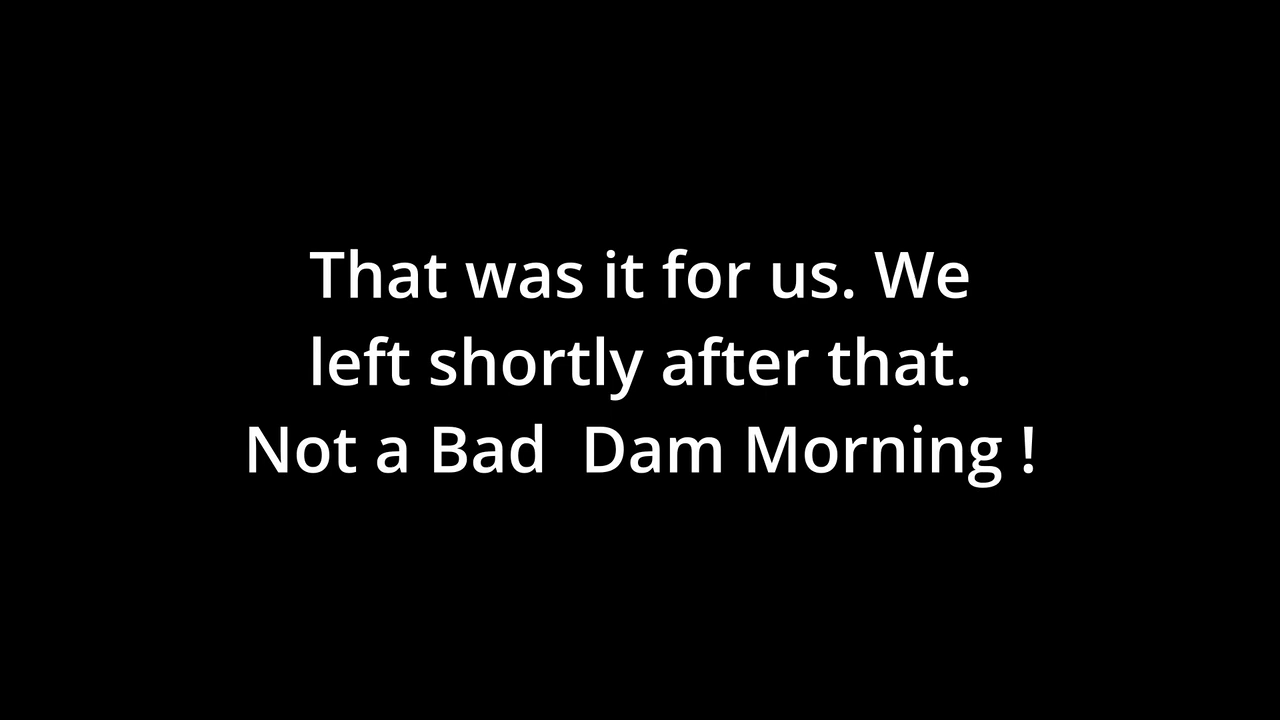 That was it for us. We
left shortly after that.
Not a Bad  Dam Morning !